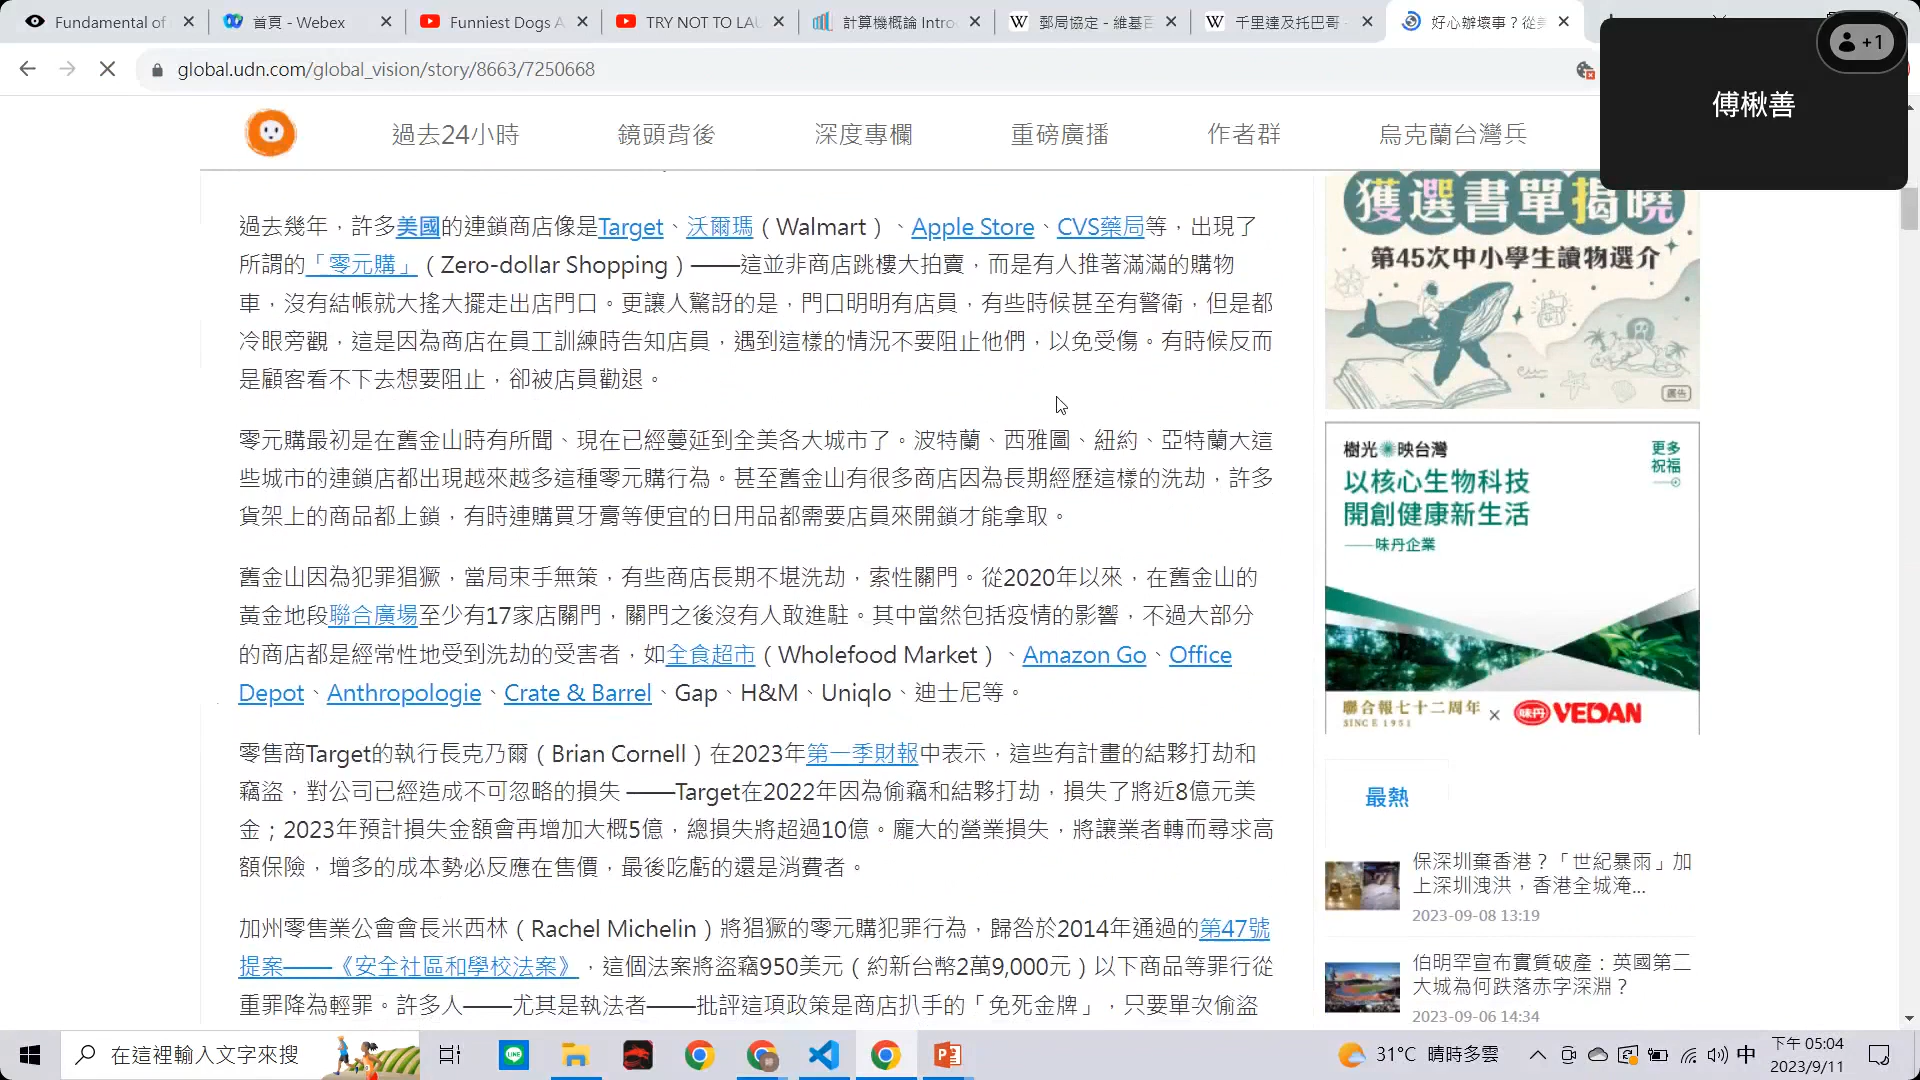 Fundamental of
首頁 - Webex
Funniest Dogs A
TRY NOT TO LAU
計算機概論 Intro
郵局協定 - 維基百
千里達及托巴哥 -
好心辦壞事？從美
global.udn.com/global_vision/story/8663/7250668
+1
傅楸善
過去24小時
鏡頭背後
深度專欄
重磅廣播
作者群
烏克蘭台灣兵
過去幾年，許多美國的連鎖商店像是Target、沃爾瑪（Walmart）、Apple Store、CVS藥局等，出現了
所謂的「零元購」（Zero-dollar Shopping）——這並非商店跳樓大拍賣，而是有人推著滿滿的購物
車，沒有結帳就大搖大擺走出店門口。更讓人驚訝的是，門口明明有店員，有些時候甚至有警衛，但是都
冷眼旁觀，這是因為商店在員工訓練時告知店員，遇到這樣的情況不要阻止他們，以免受傷。有時候反而
是顧客看不下去想要阻止，卻被店員勸退。
零元購最初是在舊金山時有所聞、現在已經蔓延到全美各大城市了。波特蘭、西雅圖、紐約、亞特蘭大這
些城市的連鎖店都出現越來越多這種零元購行為。甚至舊金山有很多商店因為長期經歷這樣的洗劫，許多
貨架上的商品都上鎖，有時連購買牙膏等便宜的日用品都需要店員來開鎖才能拿取。
舊金山因為犯罪猖獗，當局束手無策，有些商店長期不堪洗劫，索性關門。從2020年以來，在舊金山的
黃金地段聯合廣場至少有17家店關門，關門之後沒有人敢進駐。其中當然包括疫情的影響，不過大部分
的商店都是經常性地受到洗劫的受害者，如全食超市（Wholefood Market）、Amazon Go、Office
Depot、Anthropologie、Crate & Barrel、Gap、H&M、Uniqlo、迪士尼等。
零售商Target的執行長克乃爾（Brian Cornell）在2023年第一季財報中表示，這些有計畫的結夥打劫和
竊盜，對公司已經造成不可忽略的損失 ——Target在2022年因為偷竊和結夥打劫，損失了將近8億元美
金；2023年預計損失金額會再增加大概5億，總損失將超過10億。龐大的營業損失，將讓業者轉而尋求高
額保險，增多的成本勢必反應在售價，最後吃虧的還是消費者。
加州零售業公會會長米西林（Rachel Michelin）將猖獗的零元購犯罪行為，歸咎於2014年通過的第47號
提案——《安全社區和學校法案》，這個法案將盜竊950美元（約新台幣2萬9,000元）以下商品等罪行從
重罪降為輕罪。許多人——尤其是執法者——批評這項政策是商店扒手的「免死金牌」，只要單次偷盜
獲選書單揭曉
第45次中小學生讀物選介
廣告
樹光映台灣
更多
祝福
以核心生物科技
開創健康新生活
——味丹企業
聯合報七十二周年
SINCE 1951
×
味丹 VEDAN
最熱
保深圳棄香港？「世紀暴雨」加
上深圳洩洪，香港全城淹...
2023-09-08 13:19
伯明罕宣布實質破產：英國第二
大城為何跌落赤字深淵？
2023-09-06 14:34
在這裡輸入文字來搜
31°C 晴時多雲
中
下午 05:04
2023/9/11